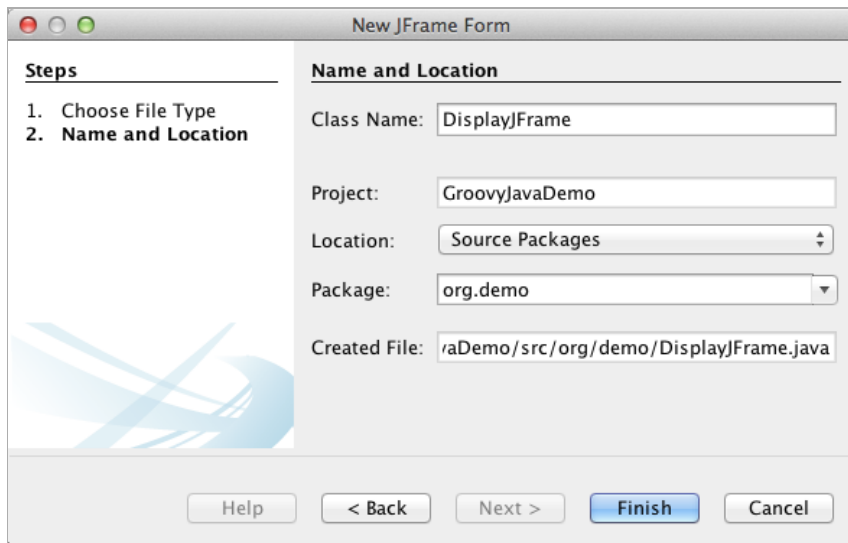 New JFrame Form
Steps
1. Choose File Type
2. Name and Location
Name and Location
Class Name: DisplayJFrame
Project: GroovyJavaDemo
Location: Source Packages
Package: org.demo
Created File: vaDemo/src/org/demo/DisplayJFrame.java
Help < Back Next > Finish Cancel